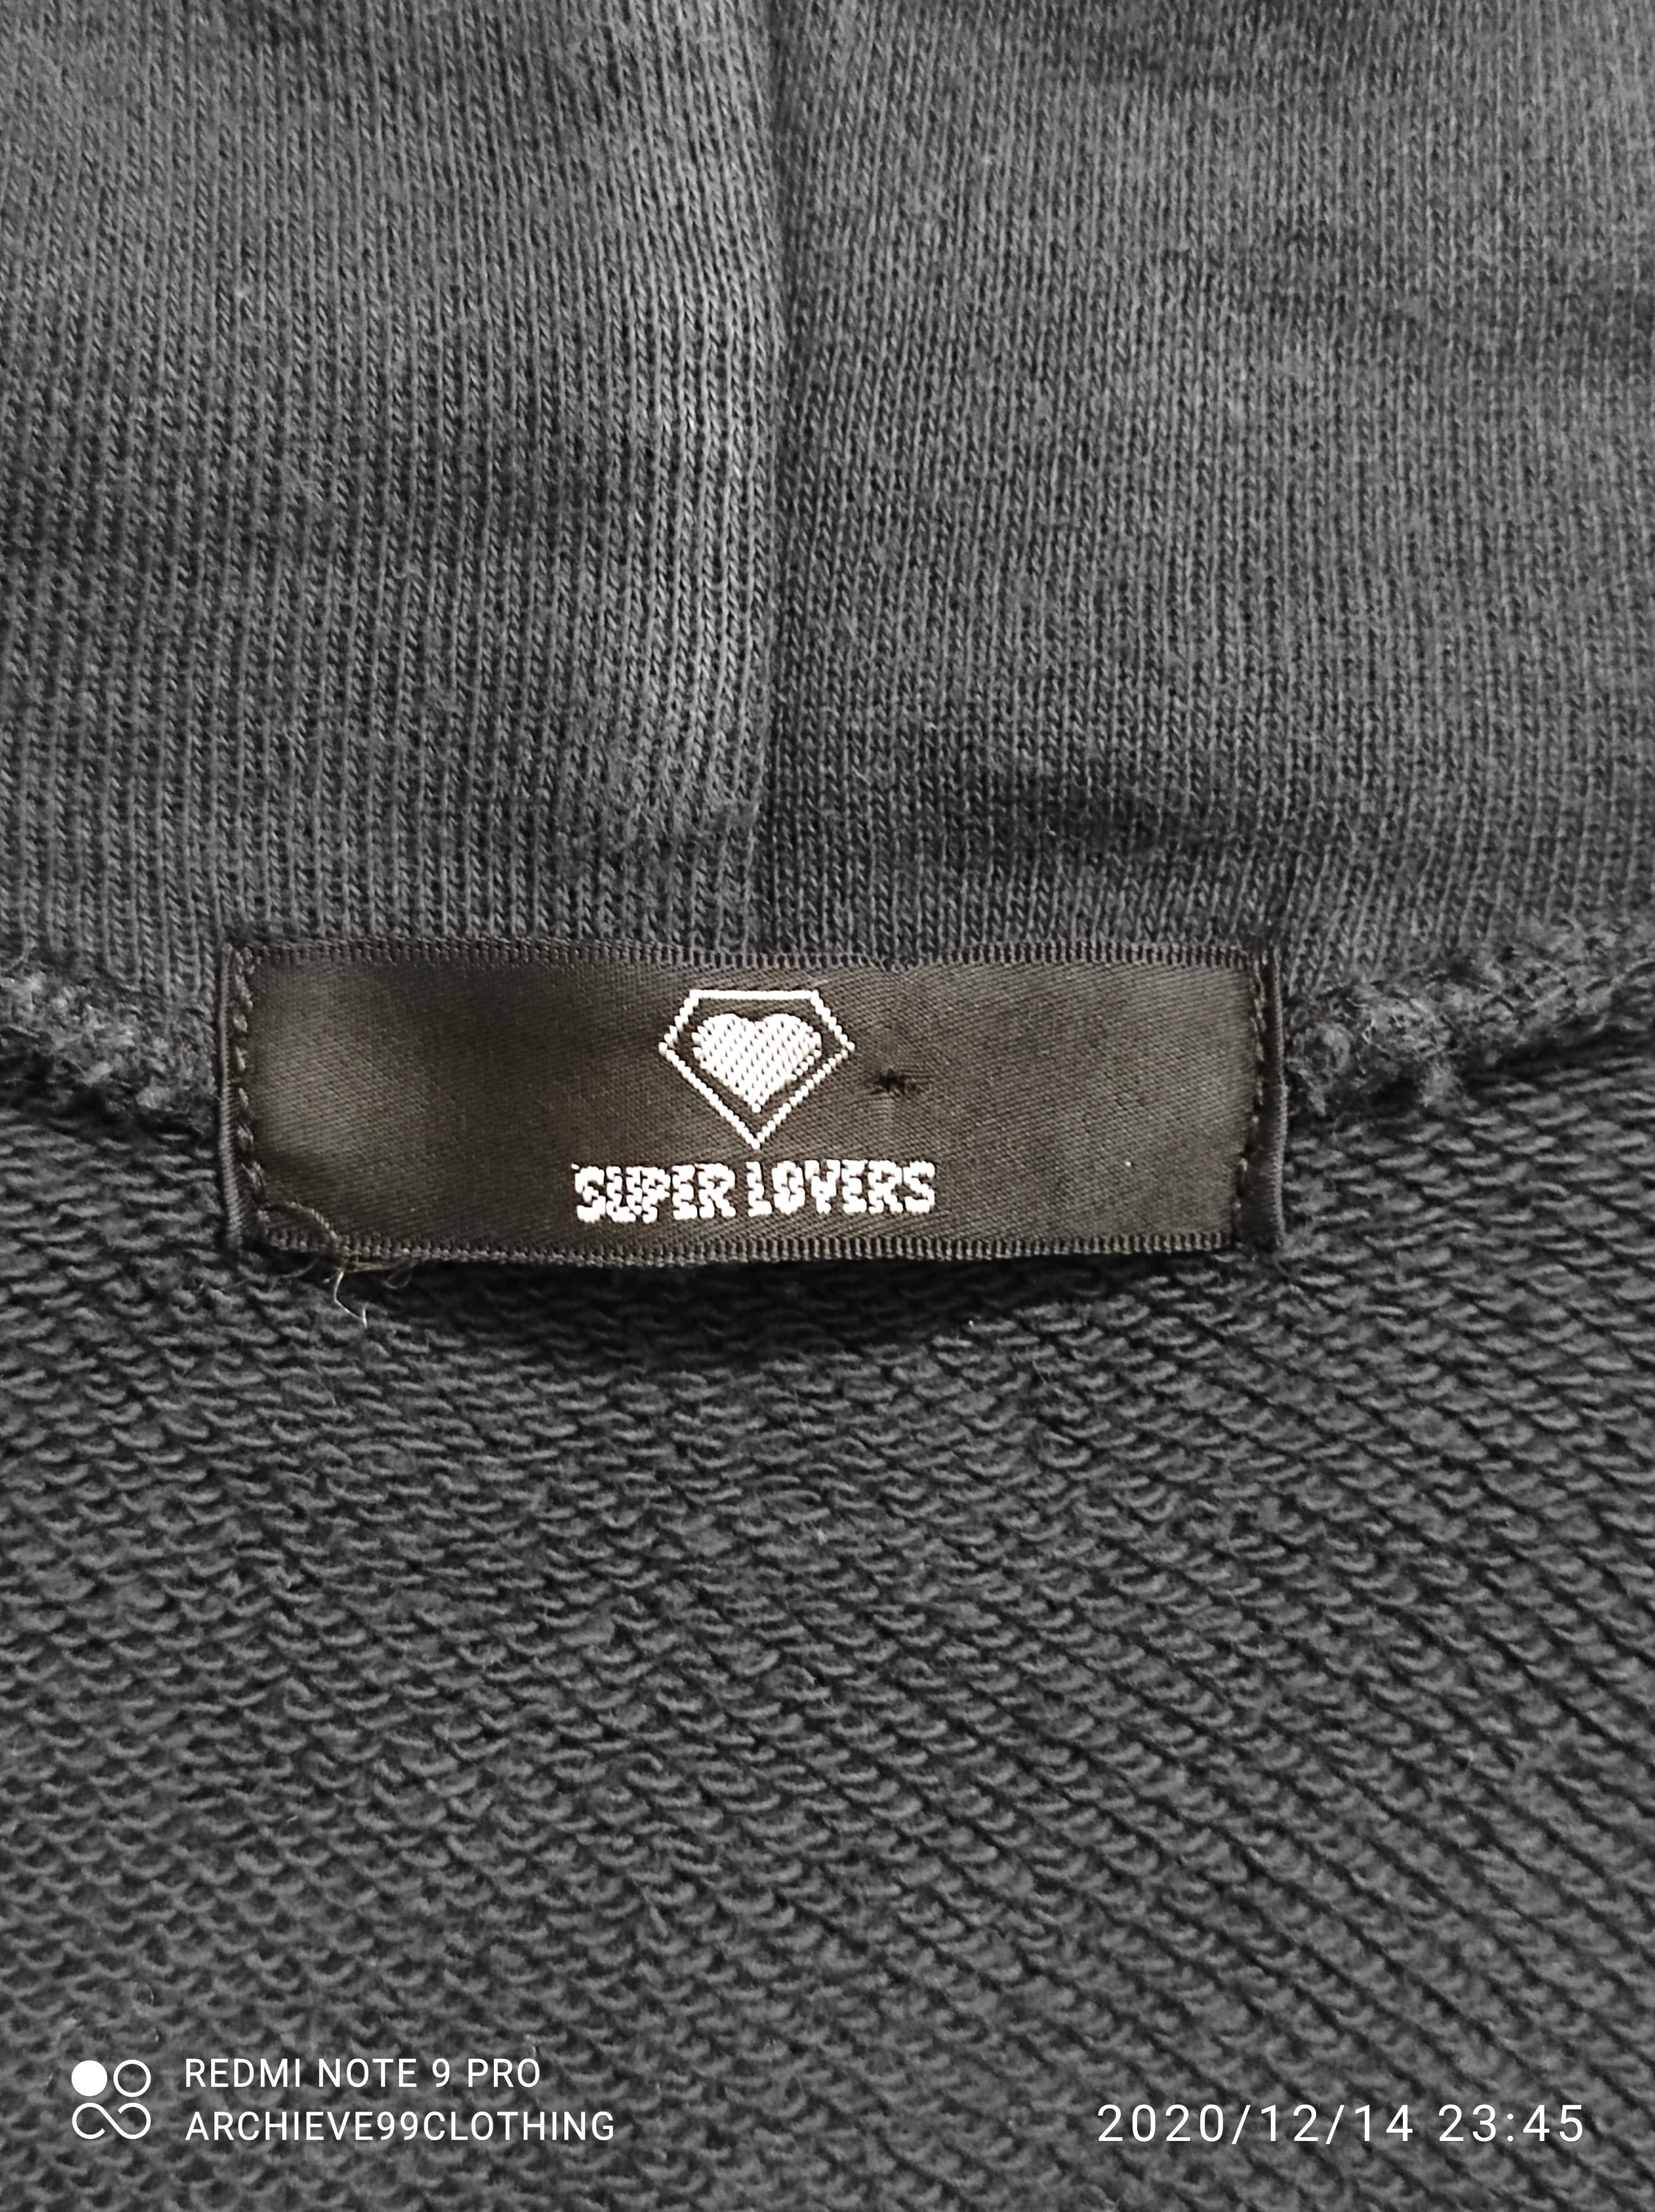 SUPER LOVERS
REDMI NOTE 9 PRO
ARCHIEVE99CLOTHING
2020/12/14 23:45